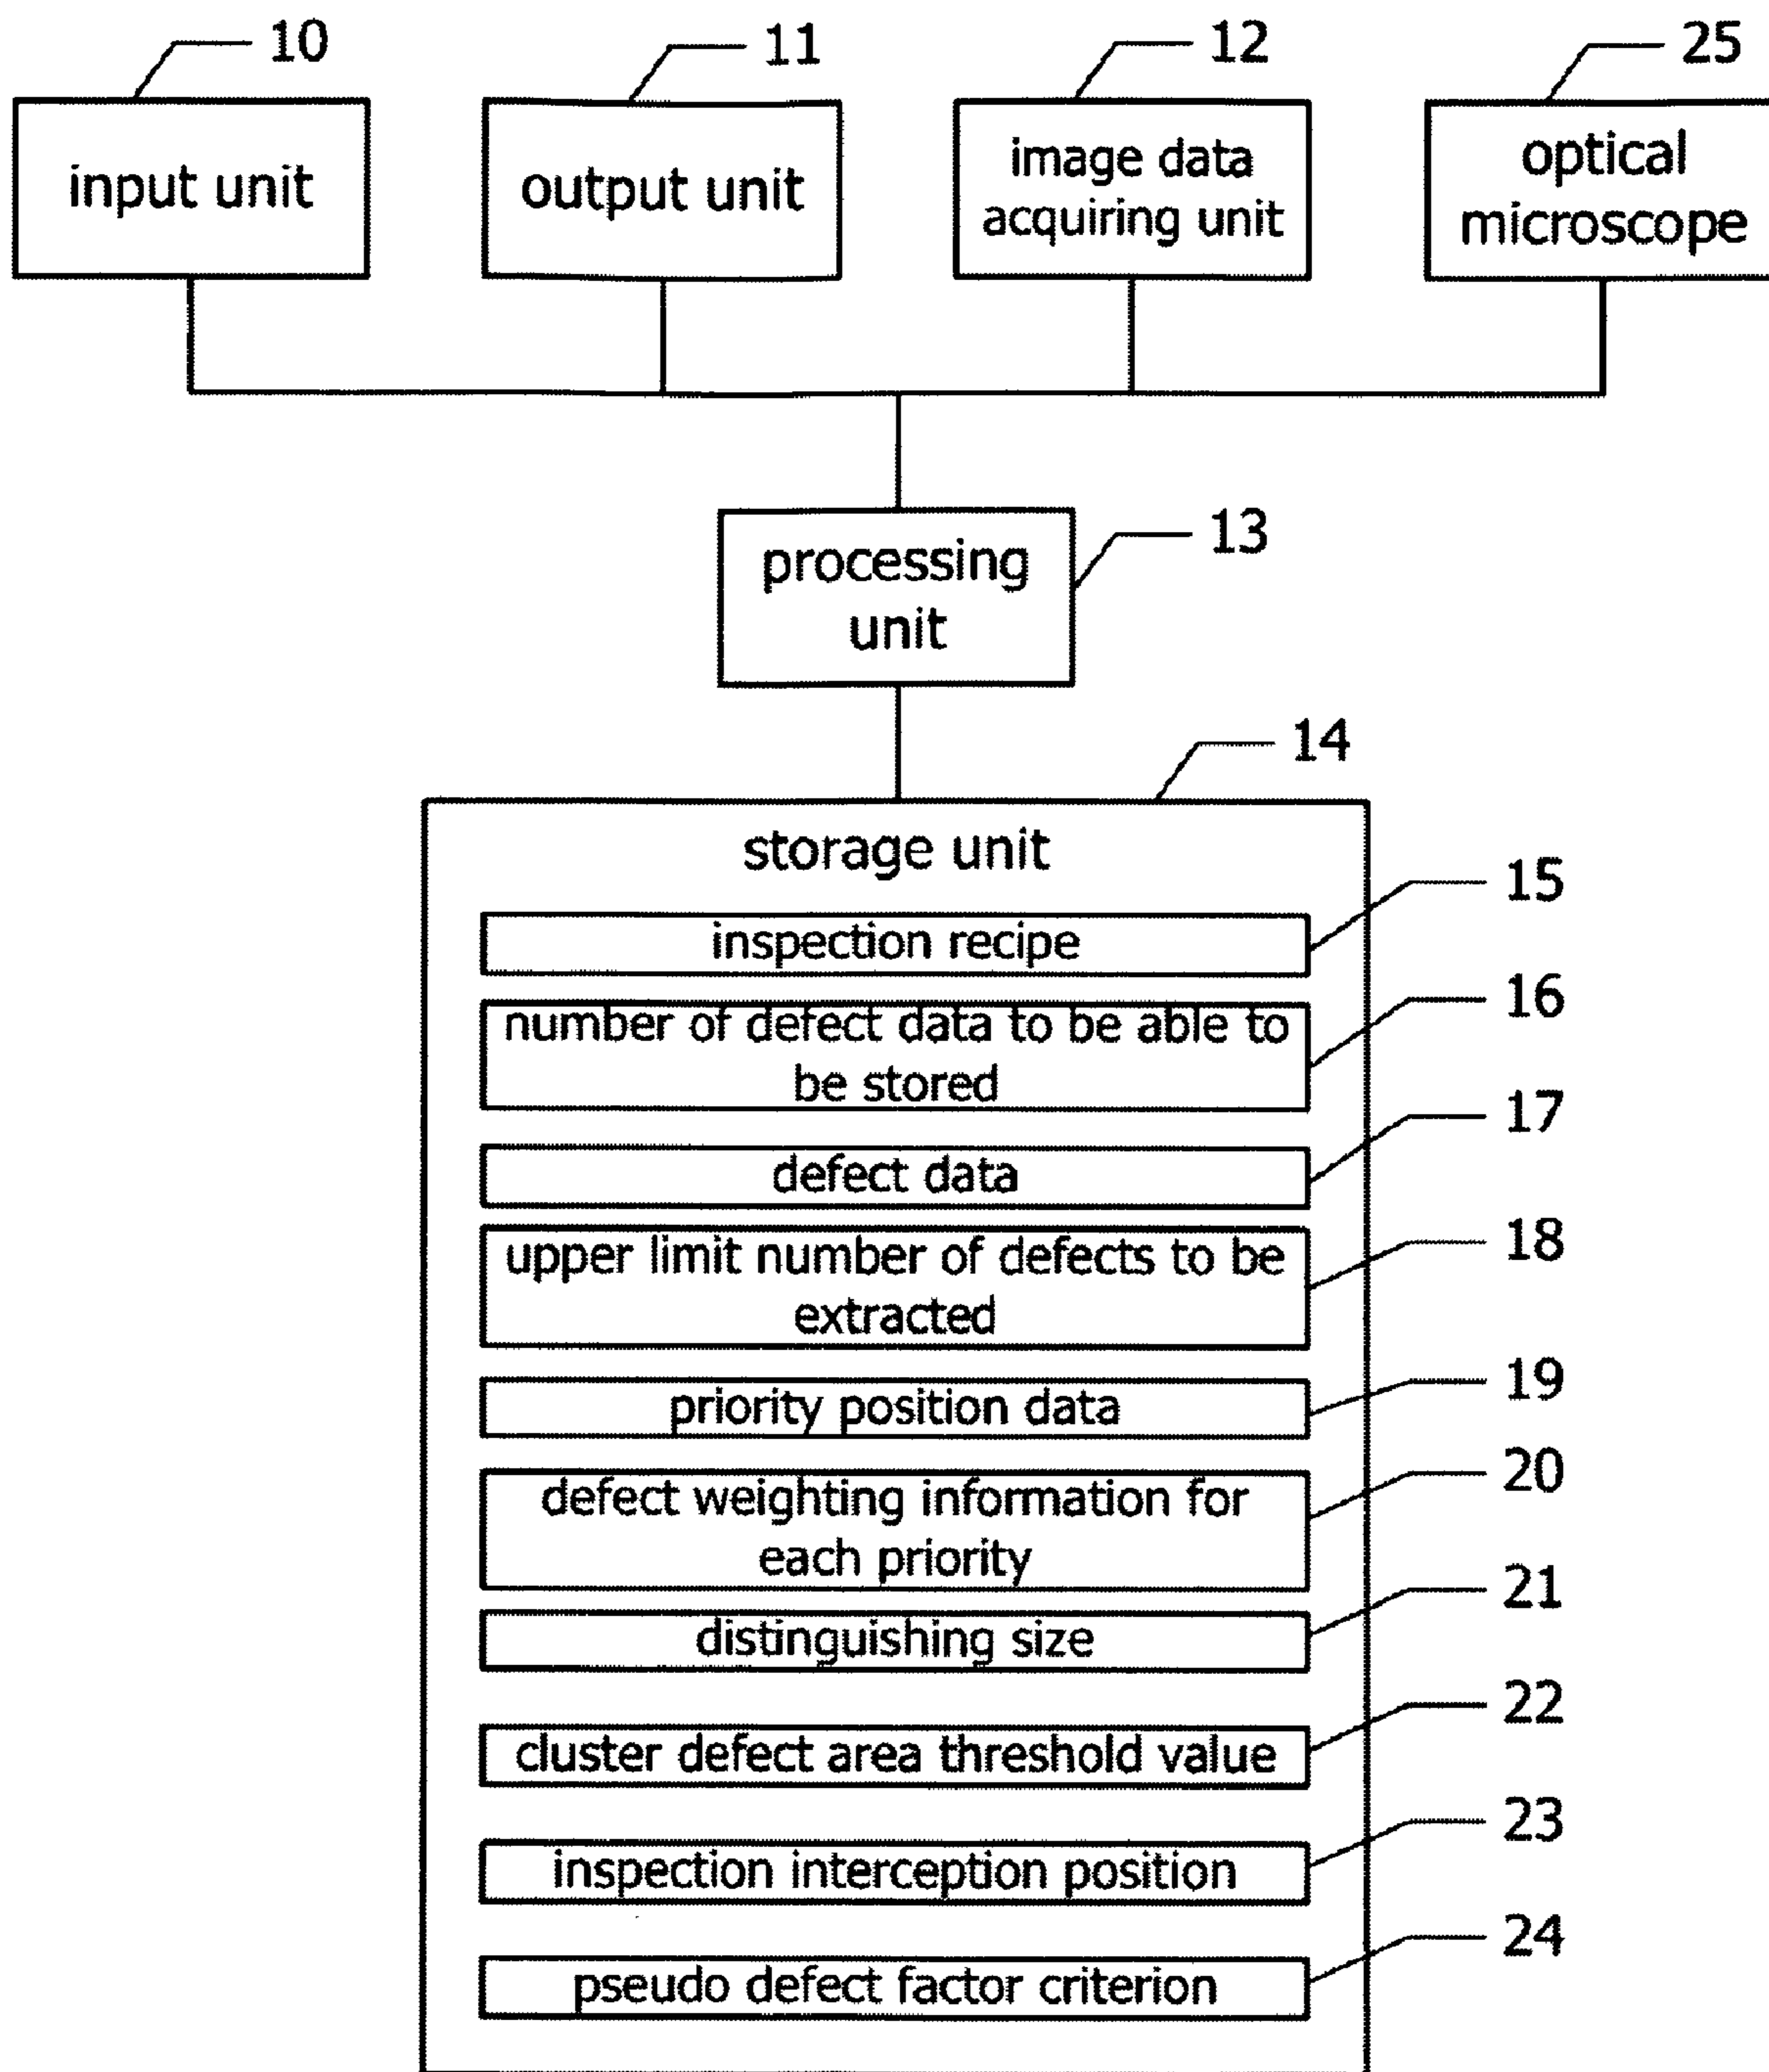 10
11
12
25
input unit
output unit
image data
acquiring unit
optical
microscope
13
processing
unit
14
storage unit
15
inspection recipe
16
number of defect data to be able to
be stored
17
defect data
18
upper limit number of defects to be
extracted
19
priority position data
20
defect weighting information for
each priority
21
distinguishing size
22
cluster defect area threshold value
23
inspection interception position
24
pseudo defect factor criterion